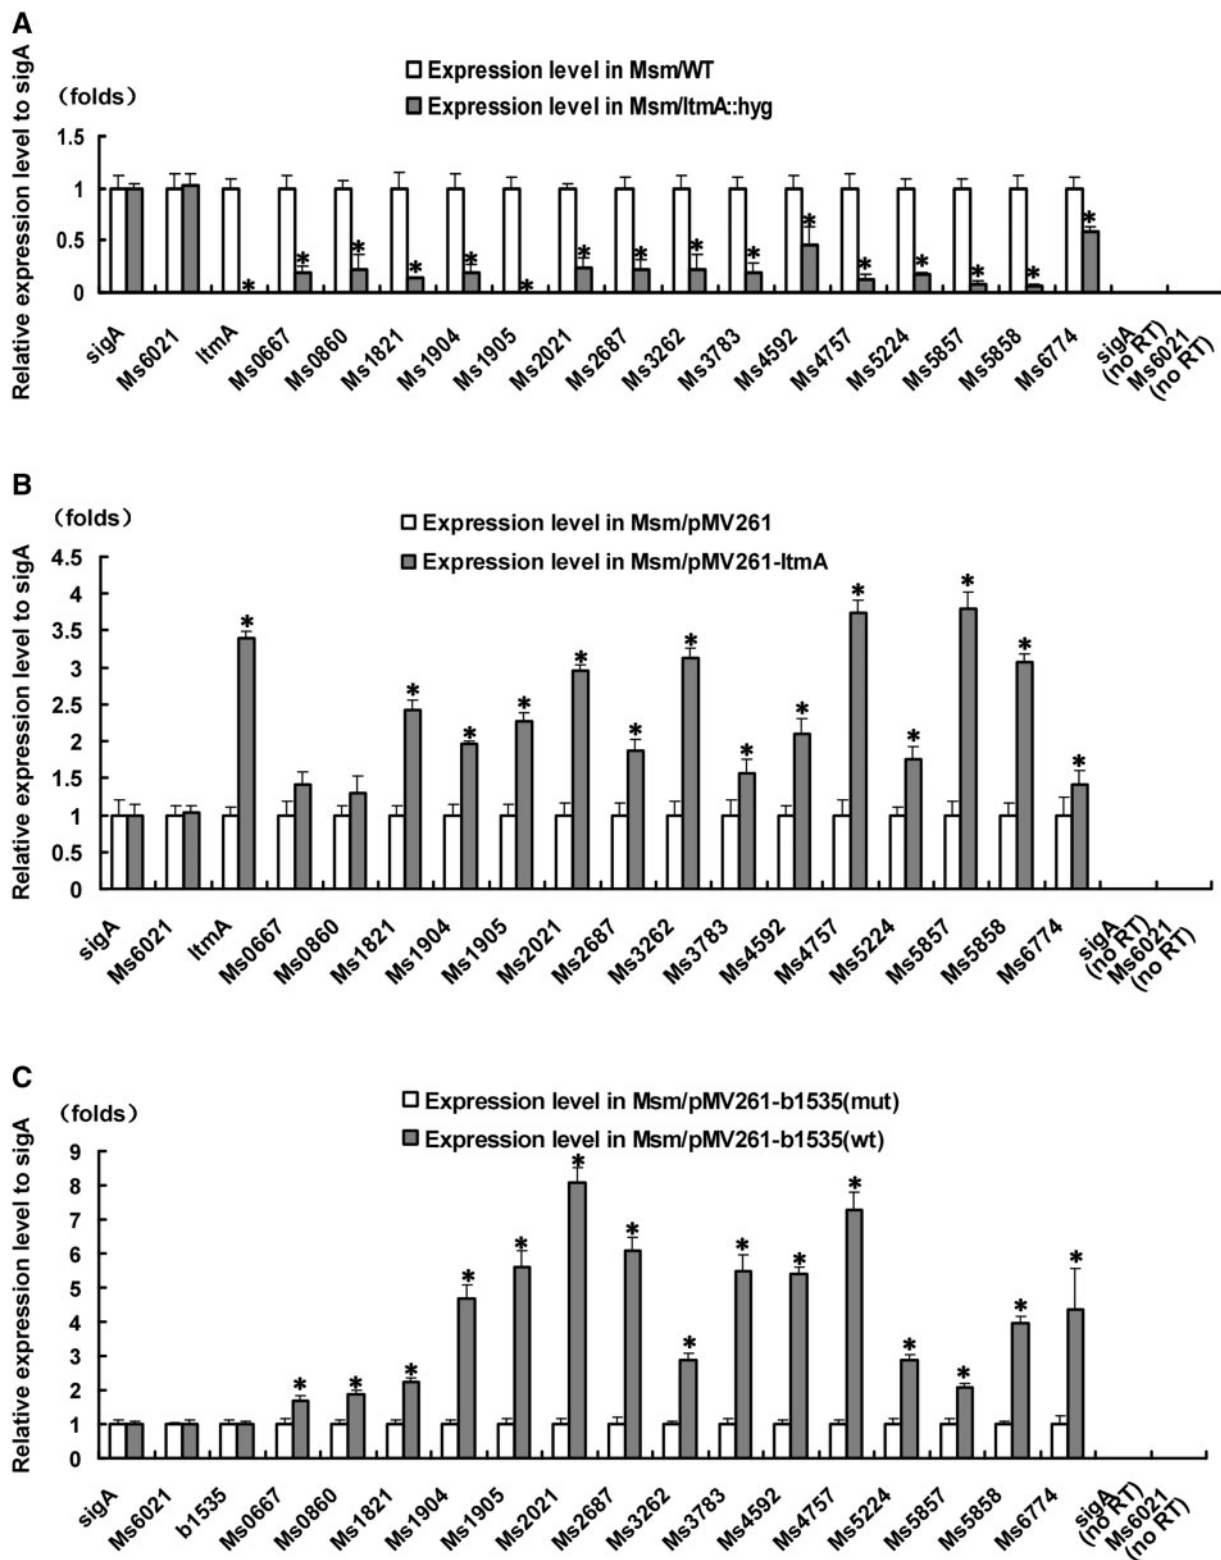 A
Relative expression level to sigA
(folds)
□ Expression level in Msm/WT
■ Expression level in Msm/ltmA::hyg
1.5
1
0.5
0
* * * * * * * * * * * * * * * *
sigA Ms6021 ltmA Ms0667 Ms0860 Ms1821 Ms1904 Ms1905 Ms2021 Ms2687 Ms3262 Ms3783 Ms4592 Ms4757 Ms5224 Ms5857 Ms5858 Ms6774 sigA (no RT) Ms6021 (no RT)
B
Relative expression level to sigA
(folds)
□ Expression level in Msm/pMV261
■ Expression level in Msm/pMV261-ltmA
4.5
4
3.5
3
2.5
2
1.5
1
0.5
0
* * * * * * * * * * * * * *
sigA Ms6021 ltmA Ms0667 Ms0860 Ms1821 Ms1904 Ms1905 Ms2021 Ms2687 Ms3262 Ms3783 Ms4592 Ms4757 Ms5224 Ms5857 Ms5858 Ms6774 sigA (no RT) Ms6021 (no RT)
C
Relative expression level to sigA
(folds)
□ Expression level in Msm/pMV261-b1535(mut)
■ Expression level in Msm/pMV261-b1535(wt)
9
8
7
6
5
4
3
2
1
0
* * * * * * * * * * * * * * *
sigA Ms6021 b1535 Ms0667 Ms0860 Ms1821 Ms1904 Ms1905 Ms2021 Ms2687 Ms3262 Ms3783 Ms4592 Ms4757 Ms5224 Ms5857 Ms5858 Ms6774 sigA (no RT) Ms6021 (no RT)